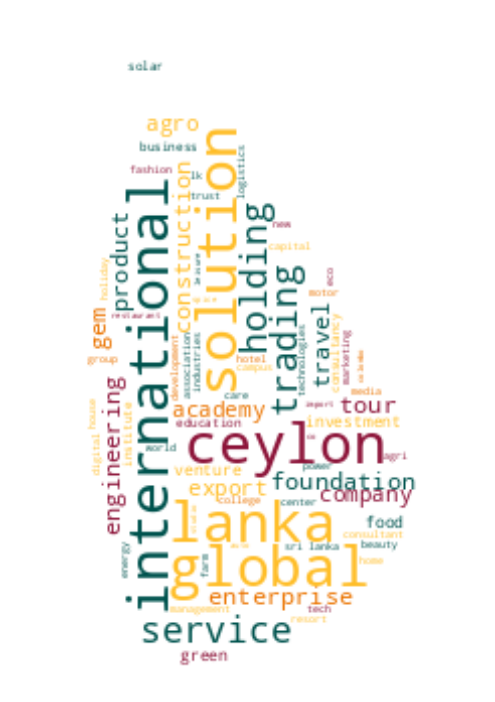 solar
agro
business
solution
logistics
fashion
lk
construction
trust
international
holding
product
new
capital
holiday
leisure
trading
eco
motor
gem
restaurant
travel
consultancy
marketing
technologies
association
industries
development
group
hotel
campus
colombo
engineering
care
media
digital
house
institute
academy
import
tour
education
investment
ceylon
world
agri
power
venture
foundation
export
company
college
center
lanka
food
consultant
energy
sri lanka
beauty
farm
global
home
enterprise
management
tech
resort
service
green